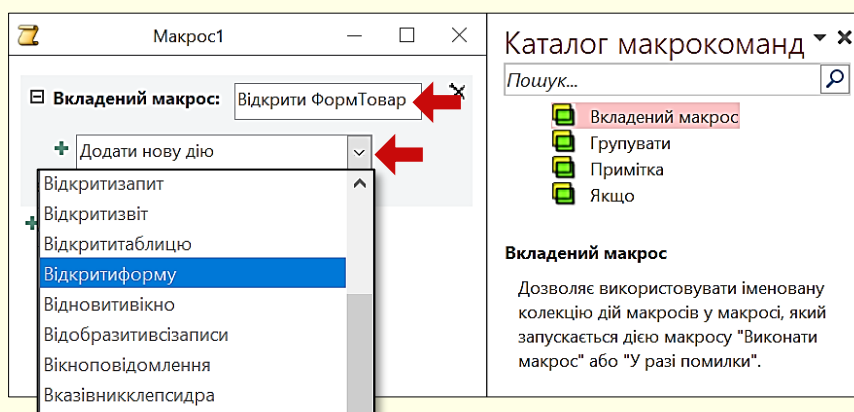 Макрос1
Вкладений макрос: Відкрити ФормТовар
Додати нову дію
Відкритизапит
Відкритизвіт
Відкрититаблицю
Відкритиформу
Відновитивікно
Відобразитивсізаписи
Вікноповідомлення
Вказівникклепсидра
Каталог макрокоманд
Пошук...
Вкладений макрос
Групувати
Примітка
Якщо
Вкладений макрос
Дозволяє використовувати іменовану
колекцію дій макросів у макросі, який
запускається дією макросу "Виконати
макрос" або "У разі помилки".